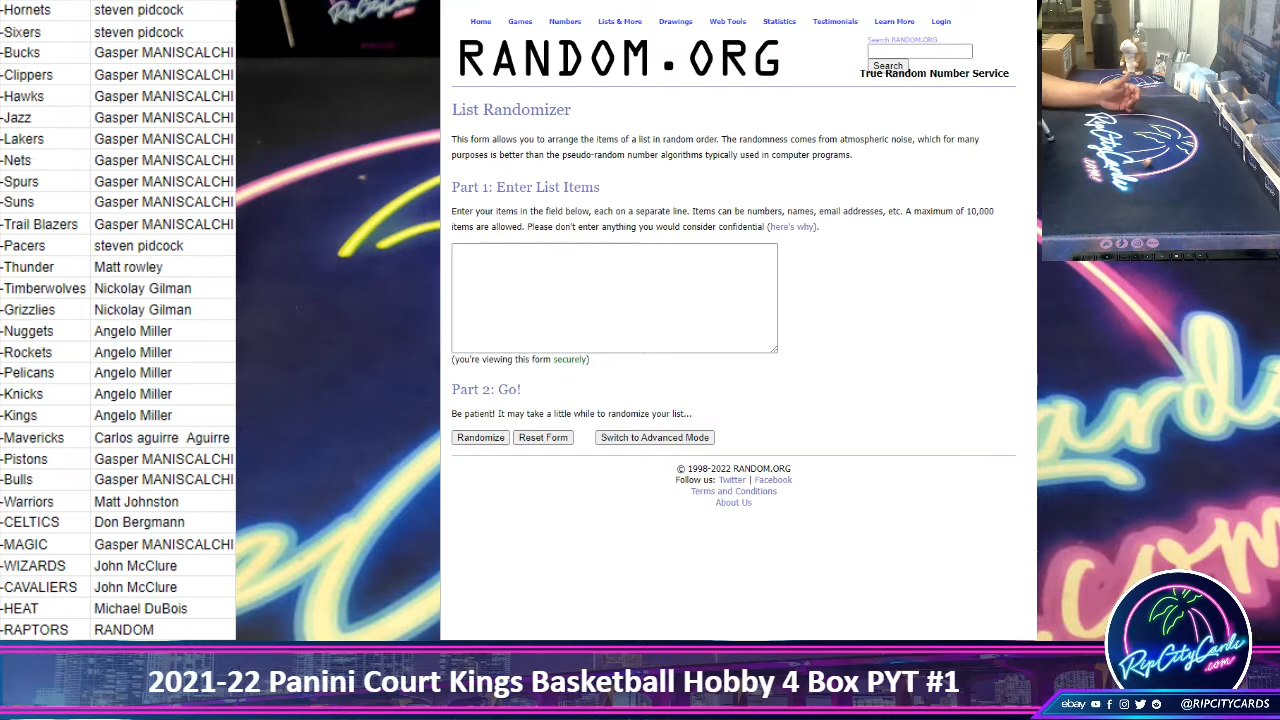 -Hornets steven pidcock
-Sixers steven pidcock
-Bucks Gasper MANISCALCHI
-Clippers Gasper MANISCALCHI
-Hawks Gasper MANISCALCHI
-Jazz Gasper MANISCALCHI
-Lakers Gasper MANISCALCHI
-Nets Gasper MANISCALCHI
-Spurs Gasper MANISCALCHI
-Suns Gasper MANISCALCHI
-Trail Blazers Gasper MANISCALCHI
-Pacers steven pidcock
-Thunder Matt rowley
-Timberwolves Nickolay Gilman
-Grizzlies Nickolay Gilman
-Nuggets Angelo Miller
-Rockets Angelo Miller
-Pelicans Angelo Miller
-Knicks Angelo Miller
-Kings Angelo Miller
-Mavericks Carlos aguirre Aguirre
-Pistons Gasper MANISCALCHI
-Bulls Gasper MANISCALCHI
-Warriors Matt Johnston
-CELTICS Don Bergmann
-MAGIC Gasper MANISCALCHI
-WIZARDS John McClure
-CAVALIERS John McClure
-HEAT Michael DuBois
-RAPTORS RANDOM
Home Games Numbers Lists & More Drawings Web Tools Statistics Testimonials Learn More Login
RANDOM.ORG
Search RANDOM.ORG
Search
True Random Number Service
List Randomizer
This form allows you to arrange the items of a list in random order. The randomness comes from atmospheric noise, which for many
purposes is better than the pseudo-random number algorithms typically used in computer programs.
Part 1: Enter List Items
Enter your items in the field below, each on a separate line. Items can be numbers, names, email addresses, etc. A maximum of 10,000
items are allowed. Please don't enter anything you would consider confidential (here's why).
(you're viewing this form securely)
Part 2: Go!
Be patient! It may take a little while to randomize your list...
Randomize Reset Form Switch to Advanced Mode
© 1998-2022 RANDOM.ORG
Follow us: Twitter | Facebook
Terms and Conditions
About Us
RipCityCards
.com
RipCityCards
.com
2021-22 Panini Court Kings Basketball Hobby 4 Box PYT #1
ebay @RIPCITYCARDS